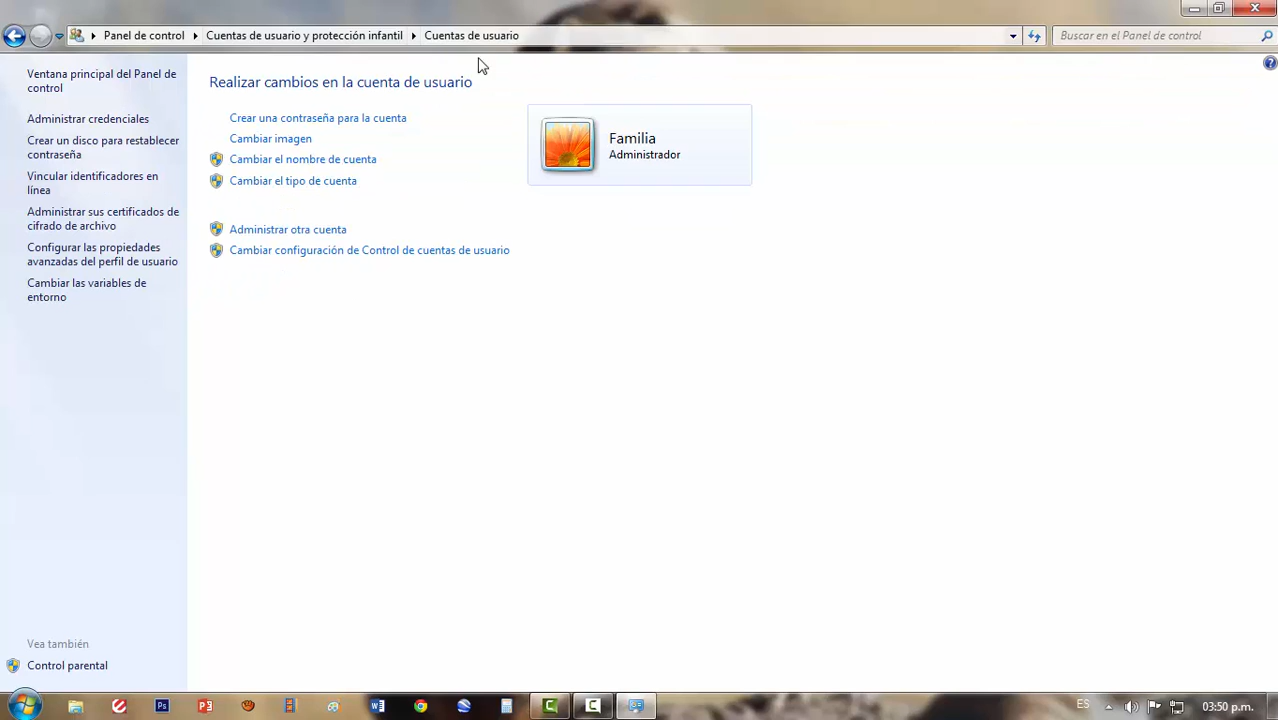 Panel de control
Cuentas de usuario y protección infantil
Cuentas de usuario
Buscar en el Panel de control
Ventana principal del Panel de
control
Administrar credenciales
Crear un disco para restablecer
contraseña
Vincular identificadores en
línea
Administrar sus certificados de
cifrado de archivo
Configurar las propiedades
avanzadas del perfil de usuario
Cambiar las variables de
entorno
Vea también
Control parental
Realizar cambios en la cuenta de usuario
Crear una contraseña para la cuenta
Cambiar imagen
Cambiar el nombre de cuenta
Cambiar el tipo de cuenta
Administrar otra cuenta
Cambiar configuración de Control de cuentas de usuario
Familia
Administrador
ES
03:50 p.m.